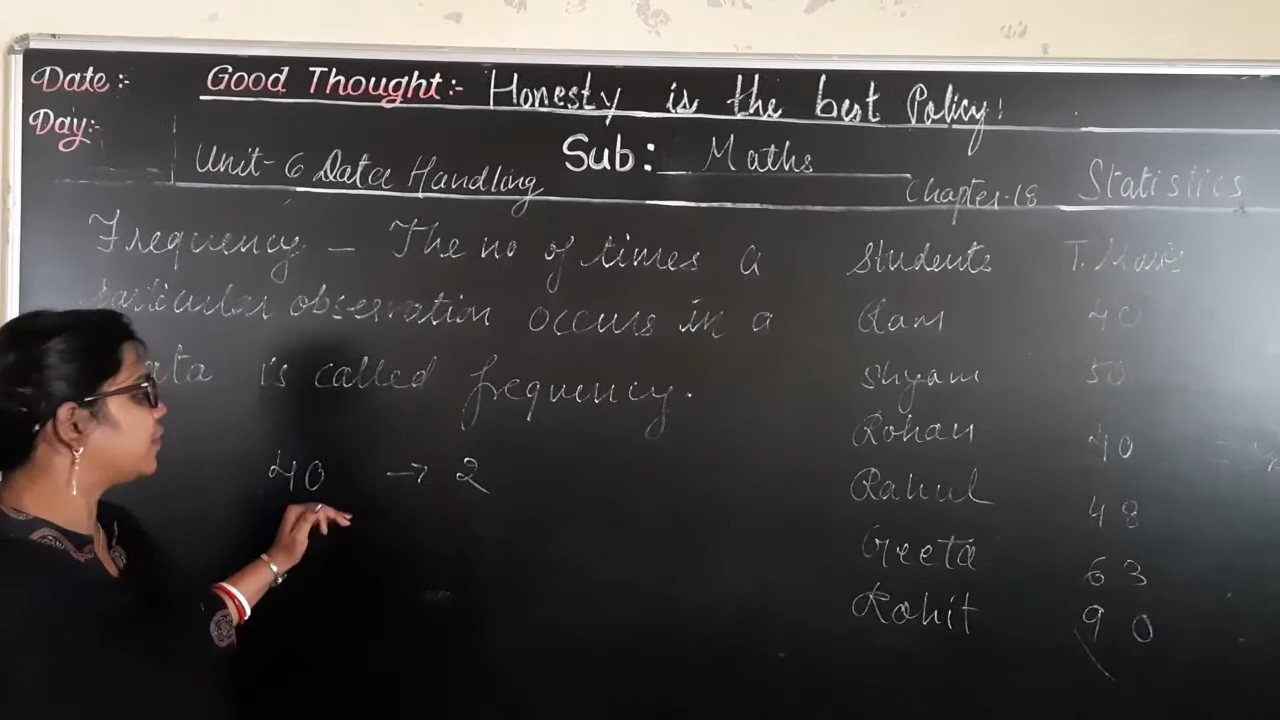 Date:-
Good Thought:- Honesty is the best Policy!
Day:-
Sub: Maths
Unit-6 Data Handling
Chapter-18 Statistics
Frequency – The no of times a
particular observation occurs in a
is called frequency.
40 → 2
Students T. Marks
Ram 40
Shyam 50
Rohan 40
Rahul 48
Geeta 63
Rohit 90